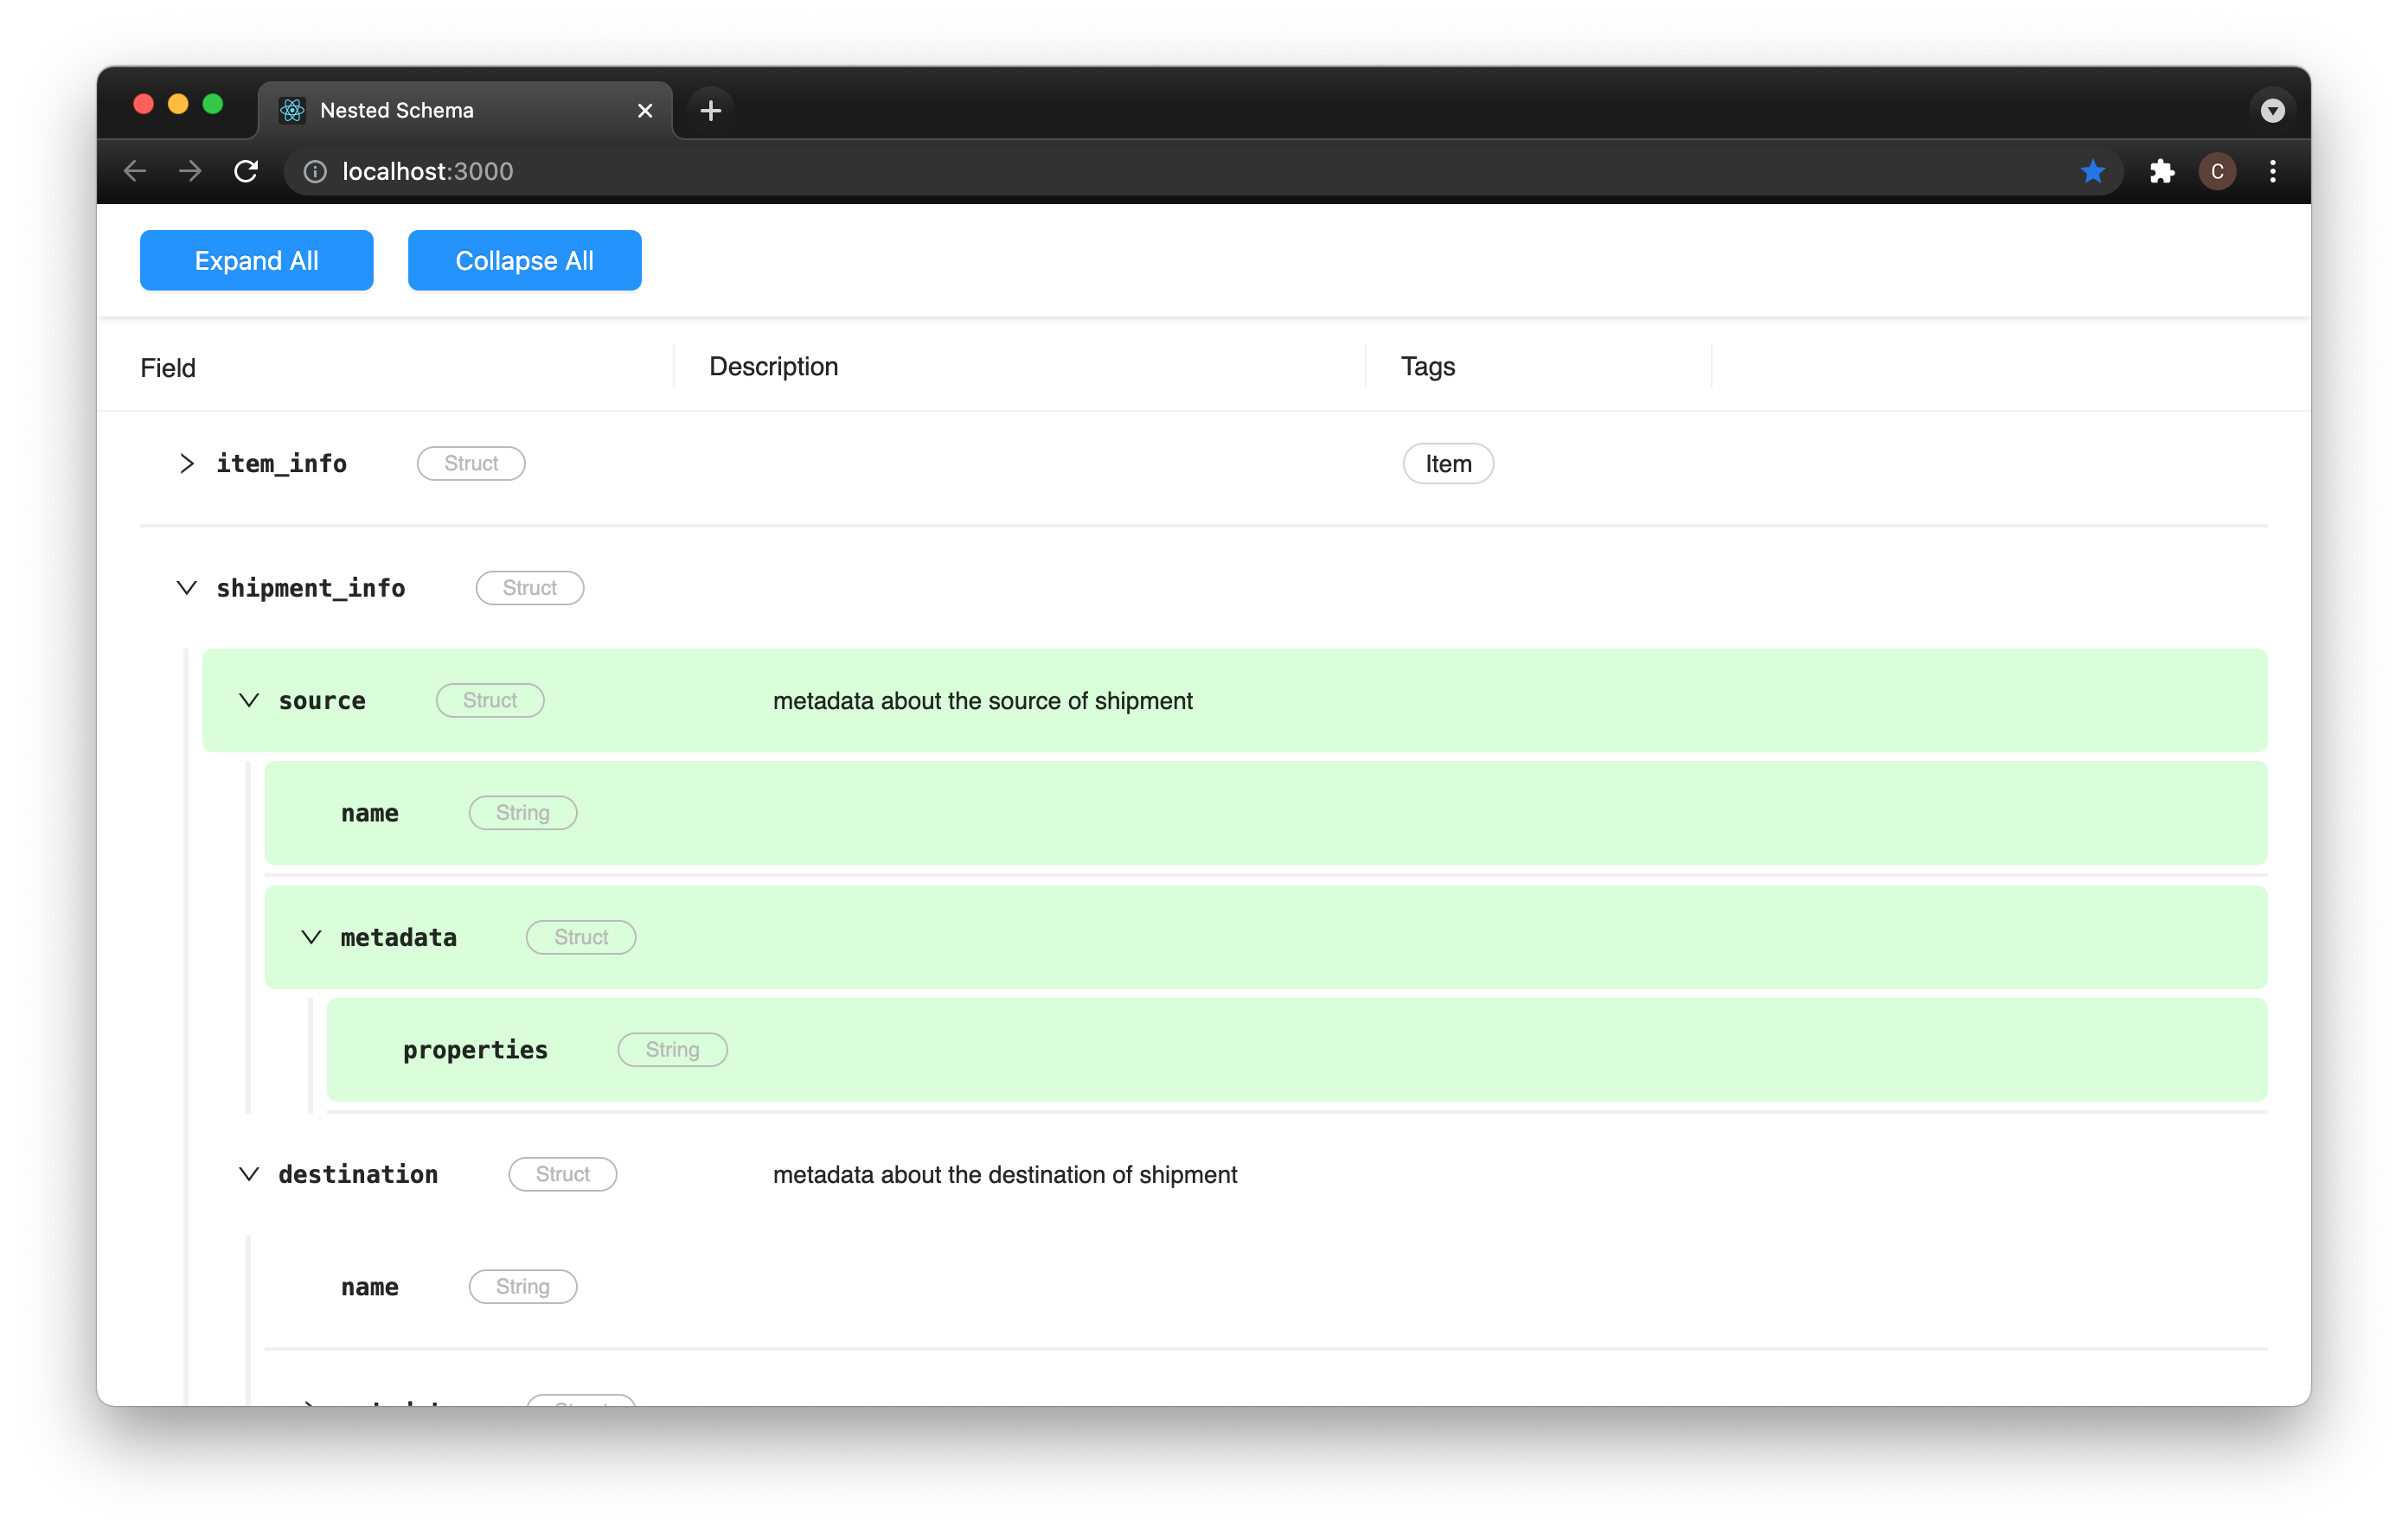 Nested Schema
localhost:3000
C
Expand All Collapse All
Field Description Tags
item_info Struct Item
shipment_info Struct
source Struct metadata about the source of shipment
name String
metadata Struct
properties String
destination Struct metadata about the destination of shipment
name String